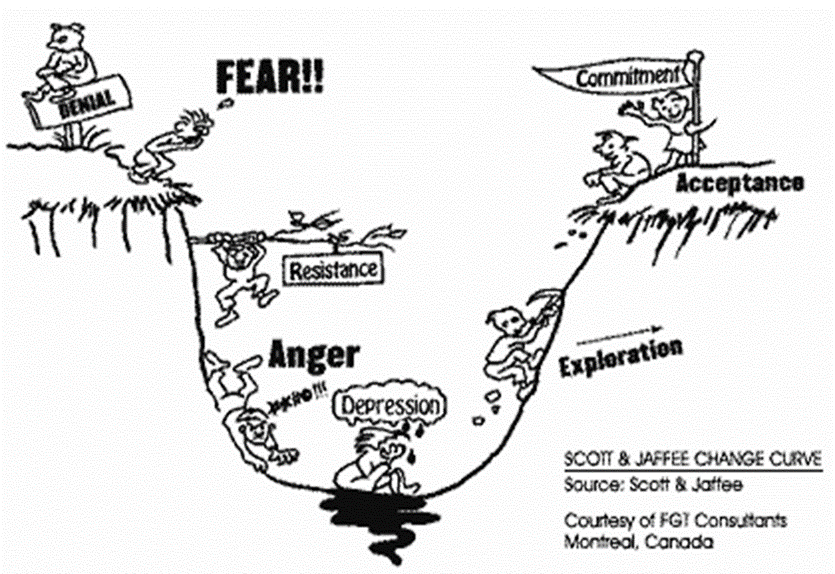 DENIAL
FEAR!!
Commitment
Acceptance
Resistance
Anger
Depression
Exploration
SCOTT & JAFFEE CHANGE CURVE
Source: Scott & Jaffee
Courtesy of FGT Consultants
Montreal, Canada